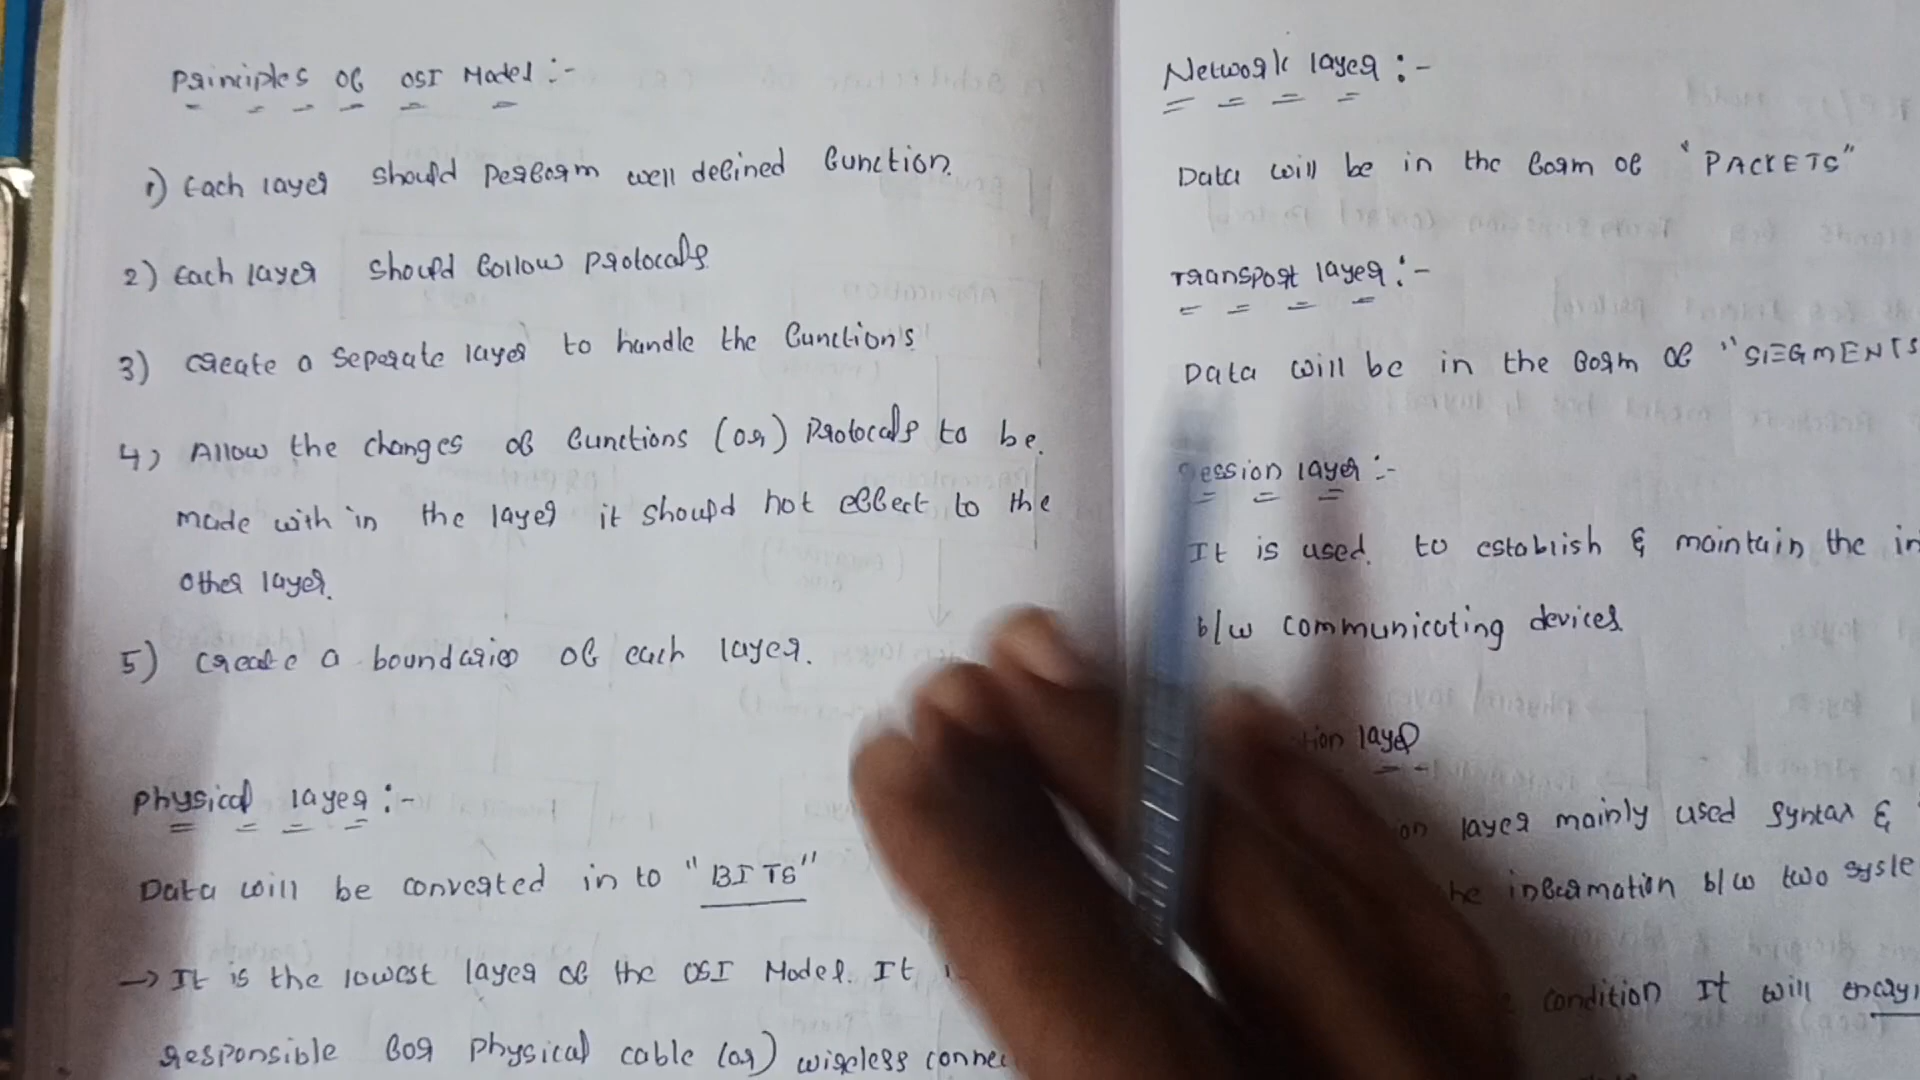 Principles of OSI Model :-
1) Each layer should perform well defined function.
2) Each layer should follow protocals
3) create a separate layer to handle the functions
4) Allow the changes of functions (or) protocals to be.
made with in the layer it should not effect to the
other layer.
5) create a boundaries of each layer.
physical layer :-
Data will be converted in to "BITS"
→ It is the lowest layer of the OSI Model. It
responsible for physical cable (or) wireless
Network layer :-
Data will be in the form of "PACKETS"
Transport layer :-
Data will be in the form of "SEGMENTS
session layer :-
It is used. to establish & maintain the
b/w communicating devices.
layer
layer mainly used syntax &
information b/w two
condition It will